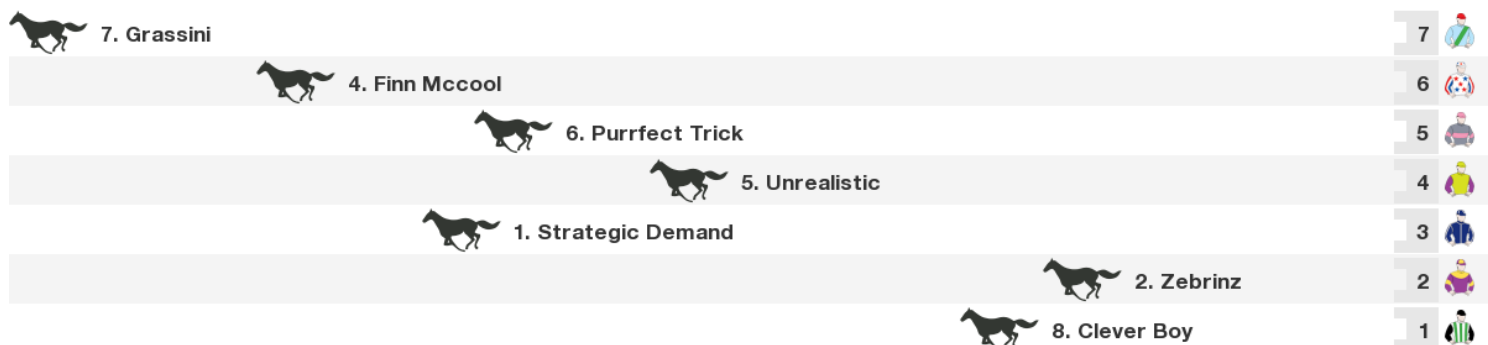 7. Grassini 7
4. Finn Mccool 6
6. Purrfect Trick 5
5. Unrealistic 4
1. Strategic Demand 3
2. Zebrinz 2
8. Clever Boy 1